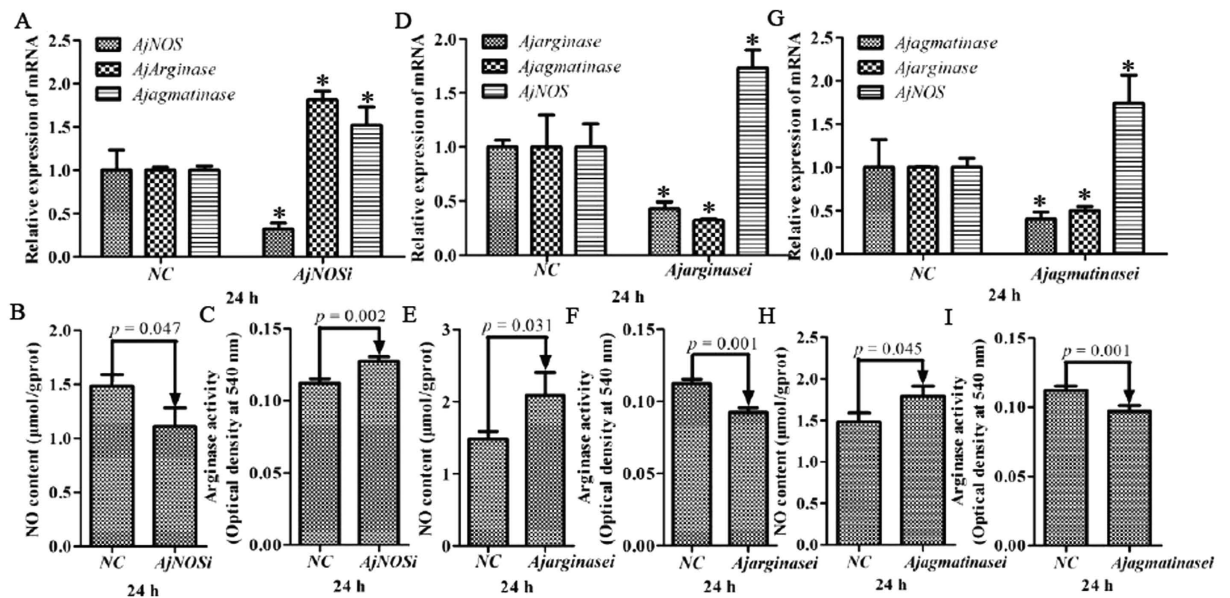 A
Relative expression of mRNA
2.5
2.0
1.5
1.0
0.5
0.0
AjNOS
AjArginase
Ajagmatinase
*
*
*
NC
AjNOSi
24 h
D
Relative expression of mRNA
2.0
1.5
1.0
0.5
0.0
Ajarginase
Ajagmatinase
AjNOS
*
*
*
NC
Ajarginasei
24 h
G
Relative expression of mRNA
2.5
2.0
1.5
1.0
0.5
0.0
Ajagmatinase
Ajarginase
AjNOS
*
*
*
NC
Ajagmatinasei
24 h
B
NO content (μmol/gprot)
2.0
1.5
1.0
0.5
0.0
p = 0.047
NC
AjNOSi
24 h
C
Arginase activity
(Optical density at 540 nm)
0.15
0.10
0.05
0.00
p = 0.002
NC
AjNOSi
24 h
E
NO content (μmol/gprot)
3
2
1
0
p = 0.031
NC
Ajarginasei
24 h
F
Arginase activity
(Optical density at 540 nm)
0.15
0.10
0.05
0.00
p = 0.001
NC
Ajarginasei
24 h
H
NO content (μmol/gprot)
2.5
2.0
1.5
1.0
0.5
0.0
p = 0.045
NC
Ajagmatinasei
24 h
I
Arginase activity
(Optical density at 540 nm)
0.15
0.10
0.05
0.00
p = 0.001
NC
Ajagmatinasei
24 h